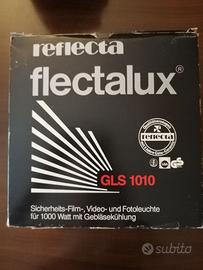 reflecta
flectalux®
reflecta
GLS 1010
Sicherheits-Film-, Video- und Fotoleuchte
für 1000 Watt mit Gebläsekühlung
subito